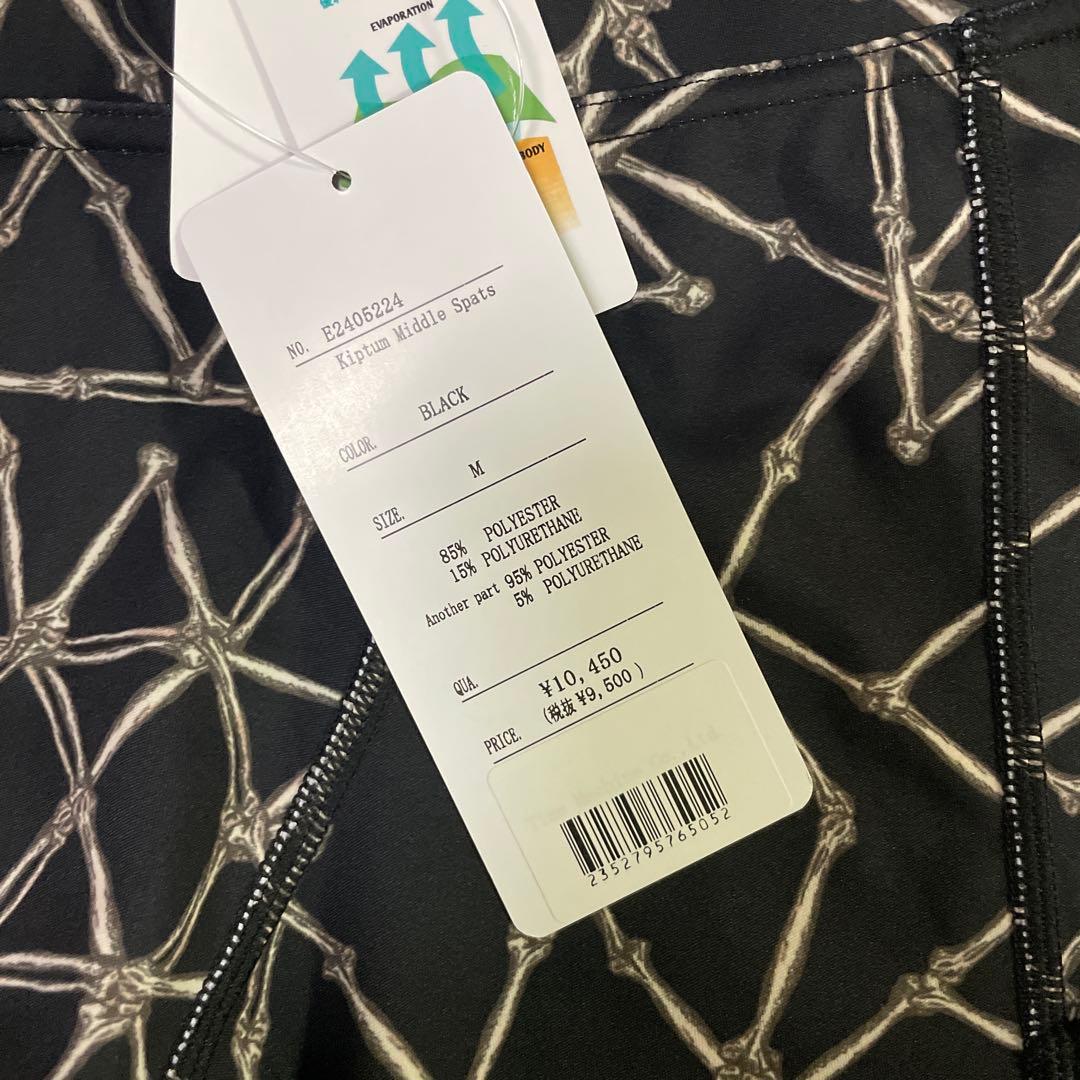 EVAPORATION
BODY
NO. E2405224
Kiptum Middle Spats
COLOR. BLACK
SIZE. M
85% POLYESTER
15% POLYURETHANE
Another part 95% POLYESTER
5% POLYURETHANE
QUA.
¥10,450
PRICE. (税抜¥9,500)
2352795765052